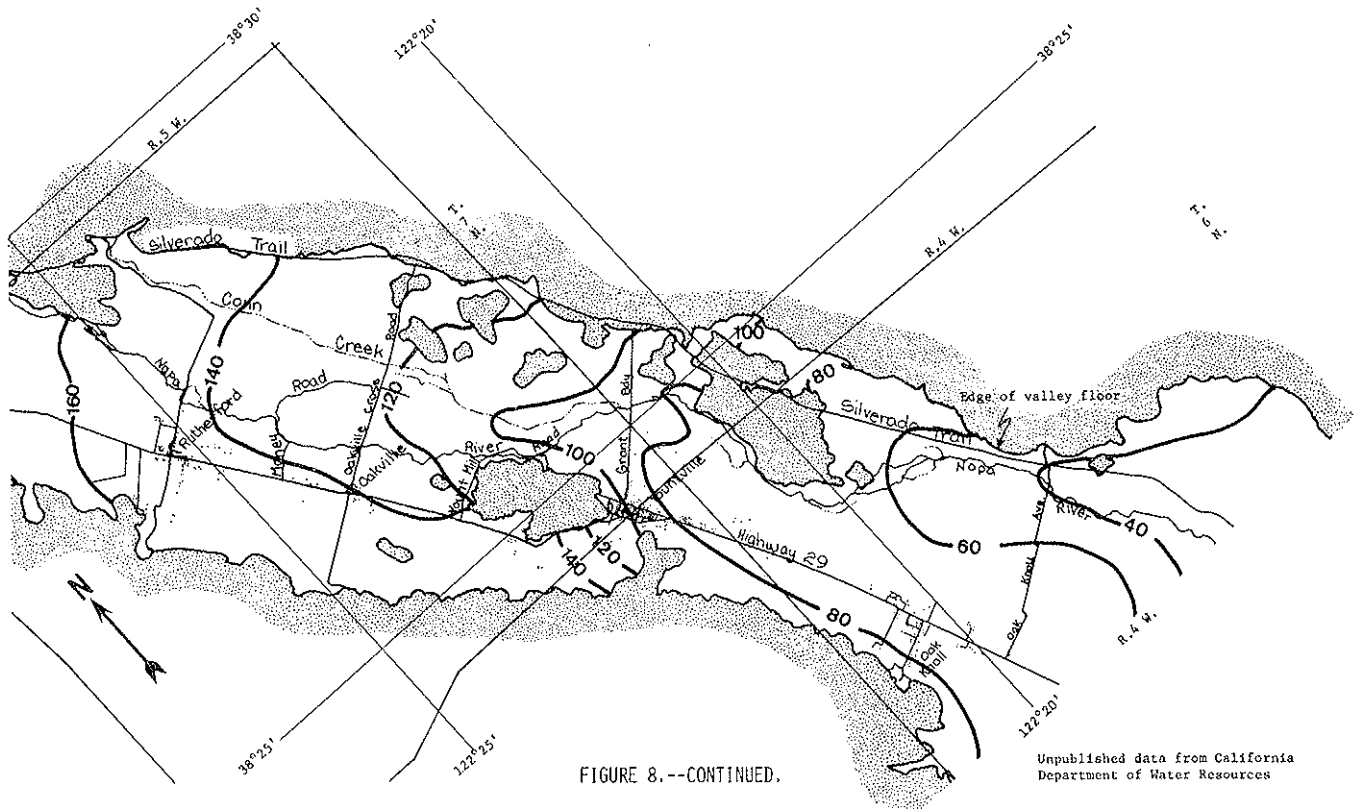 38°30'
122°20'
38°25'
R.5 W.
T.
7
N.
R.4 W.
T.
6
N.
Silverado Trail
Conn
Creek
Napa
160
140
120
100
100
80
Rutherford
Road
Road
Oakville Cross
Oakville
River
Road
Grant Bdy
Yountville
Silverado Trail
Edge of valley floor
Napa
River
40
60
Highway 29
140
120
80
Oak
Knoll
Oak Knoll Ave
R.4 W.
N
38°25'
122°25'
122°20'
FIGURE 8.--CONTINUED.
Unpublished data from California
Department of Water Resources